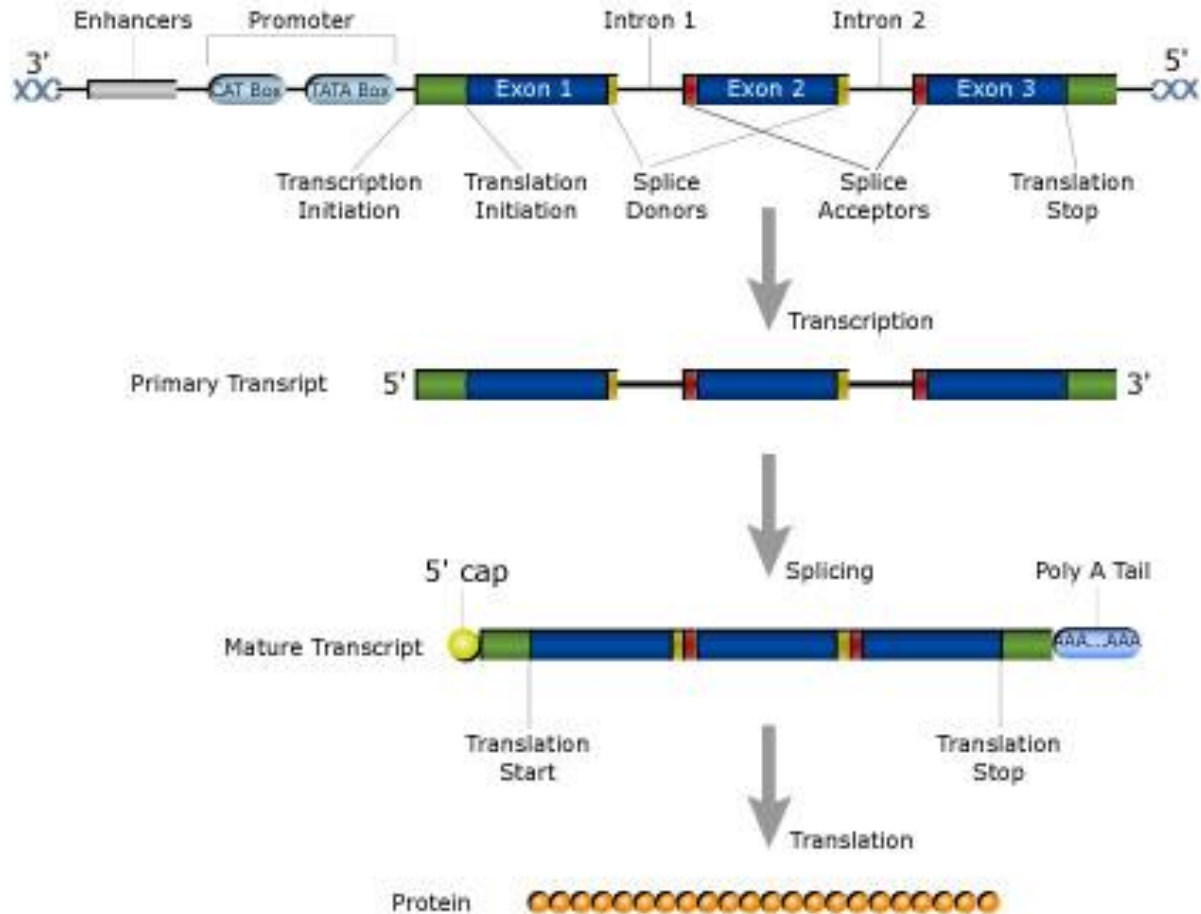 Enhancers Promoter Intron 1 Intron 2
3' 5'
CAT Box TATA Box Exon 1 Exon 2 Exon 3
Transcription Initiation
Translation Initiation
Splice Donors
Splice Acceptors
Translation Stop
Transcription
Primary Transript 5' 3'
5' cap Splicing Poly A Tail
Mature Transcript AAA...AAA
Translation Start
Translation Stop
Translation
Protein